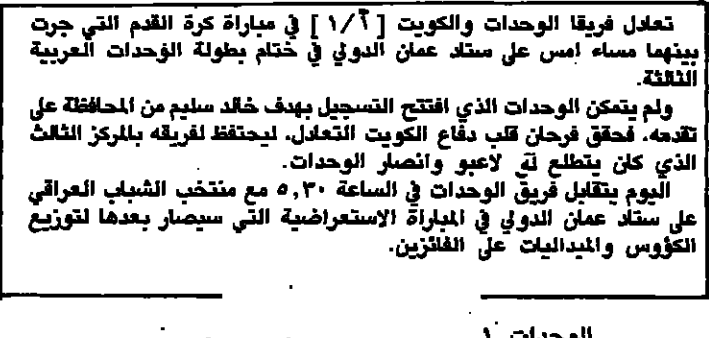 تعادل فريقا الوحدات والكويت [ ١/١ ] في مباراة كرة القدم التي جرت
بينهما مساء امس على ستاد عمان الدولي في ختام بطولة الوحدات العربية
الثالثة.
ولم يتمكن الوحدات الذي افتتح التسجيل بهدف خالد سليم من المحافظة على
تقدمه، فحقق فرحان قلب دفاع الكويت التعادل، ليحتفظ لفريقه بالمركز الثالث
الذي كان يتطلع له لاعبو وانصار الوحدات.
اليوم يتقابل فريق الوحدات في الساعة ٥,٣٠ مع منتخب الشباب العراقي
على ستاد عمان الدولي في المباراة الاستعراضية التي سيصار بعدها لتوزيع
الكؤوس والميداليات على الفائزين.
الوحدات ١